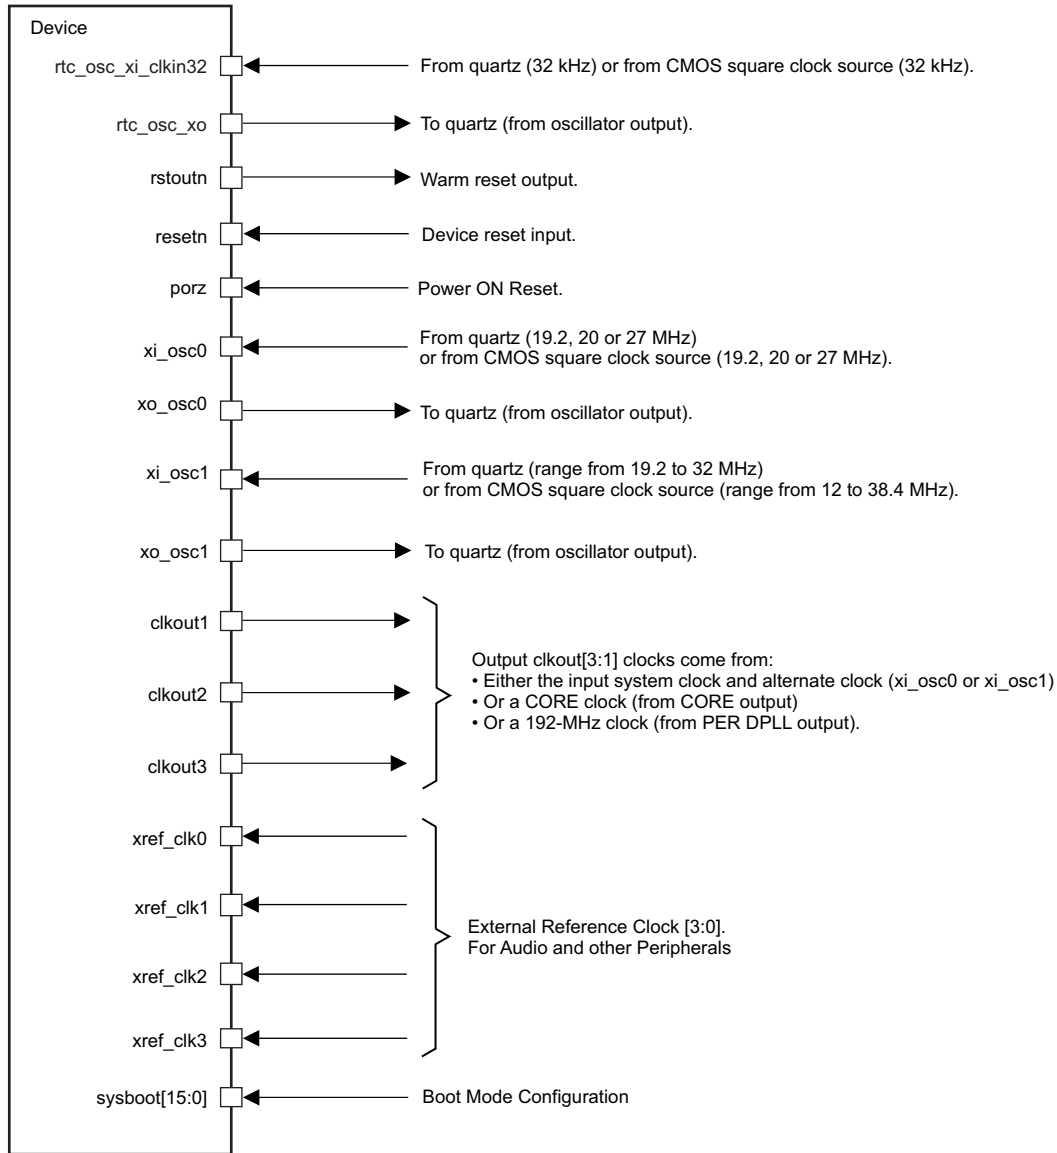 Device
rtc_osc_xi_clkin32
From quartz (32 kHz) or from CMOS square clock source (32 kHz).
rtc_osc_xo
To quartz (from oscillator output).
rstoutn
Warm reset output.
resetn
Device reset input.
porz
Power ON Reset.
xi_osc0
From quartz (19.2, 20 or 27 MHz)
or from CMOS square clock source (19.2, 20 or 27 MHz).
xo_osc0
To quartz (from oscillator output).
xi_osc1
From quartz (range from 19.2 to 32 MHz)
or from CMOS square clock source (range from 12 to 38.4 MHz).
xo_osc1
To quartz (from oscillator output).
clkout1
clkout2
clkout3
Output clkout[3:1] clocks come from:
• Either the input system clock and alternate clock (xi_osc0 or xi_osc1)
• Or a CORE clock (from CORE output)
• Or a 192-MHz clock (from PER DPLL output).
xref_clk0
xref_clk1
xref_clk2
xref_clk3
External Reference Clock [3:0].
For Audio and other Peripherals
sysboot[15:0]
Boot Mode Configuration